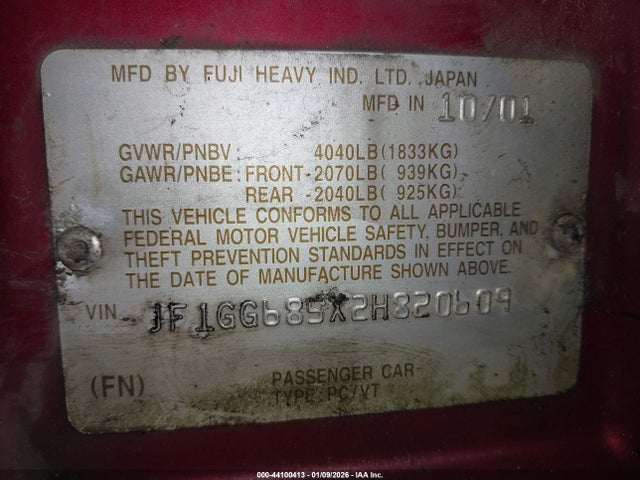 MFD BY FUJI HEAVY IND. LTD. JAPAN
MFD IN 10/01
GVWR/PNBV 4040LB(1833KG)
GAWR/PNBE: FRONT-2070LB( 939KG)
REAR -2040LB( 925KG)
THIS VEHICLE CONFORMS TO ALL APPLICABLE
FEDERAL MOTOR VEHICLE SAFETY, BUMPER, AND
THEFT PREVENTION STANDARDS IN EFFECT ON
THE DATE OF MANUFACTURE SHOWN ABOVE.
VIN JF1GG685X2H820609
(FN) PASSENGER CAR
TYPE: PC/VT
000-44100413 - 01/09/2026 - IAA Inc.